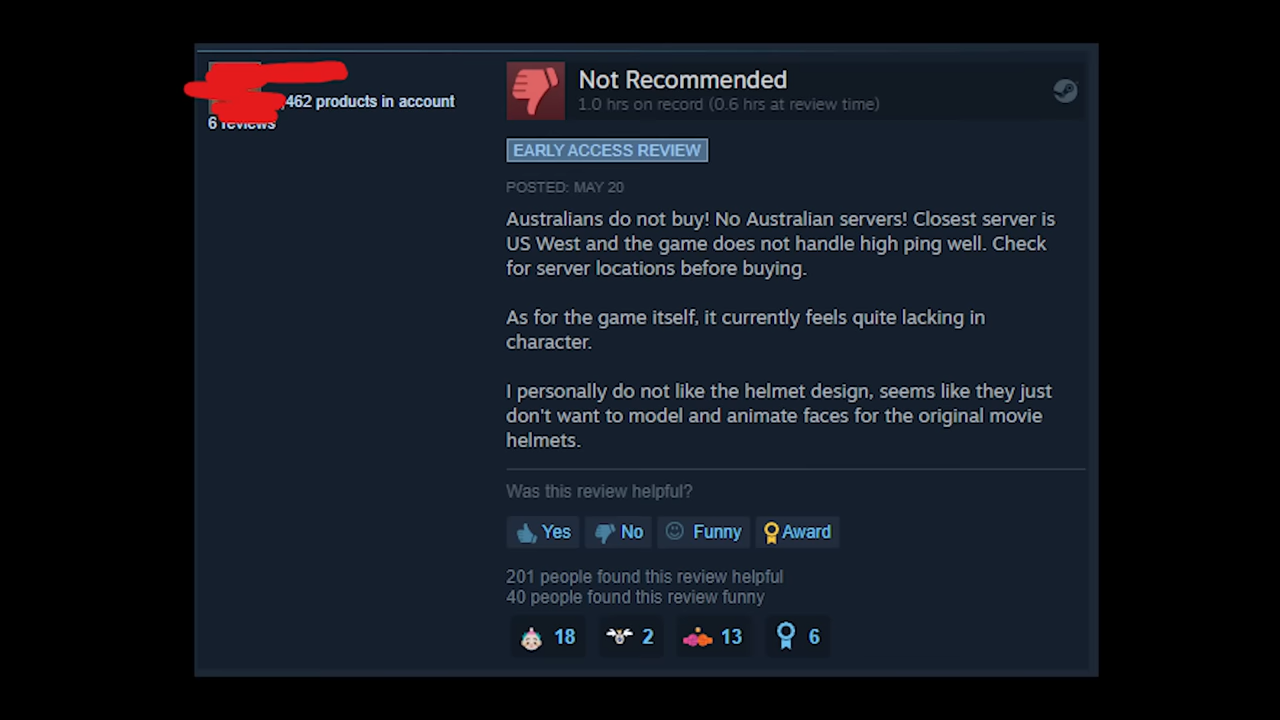 ,462 products in account
6 reviews
Not Recommended
1.0 hrs on record (0.6 hrs at review time)
EARLY ACCESS REVIEW
POSTED: MAY 20
Australians do not buy! No Australian servers! Closest server is
US West and the game does not handle high ping well. Check
for server locations before buying.
As for the game itself, it currently feels quite lacking in
character.
I personally do not like the helmet design, seems like they just
don't want to model and animate faces for the original movie
helmets.
Was this review helpful?
Yes No Funny Award
201 people found this review helpful
40 people found this review funny
18 2 13 6